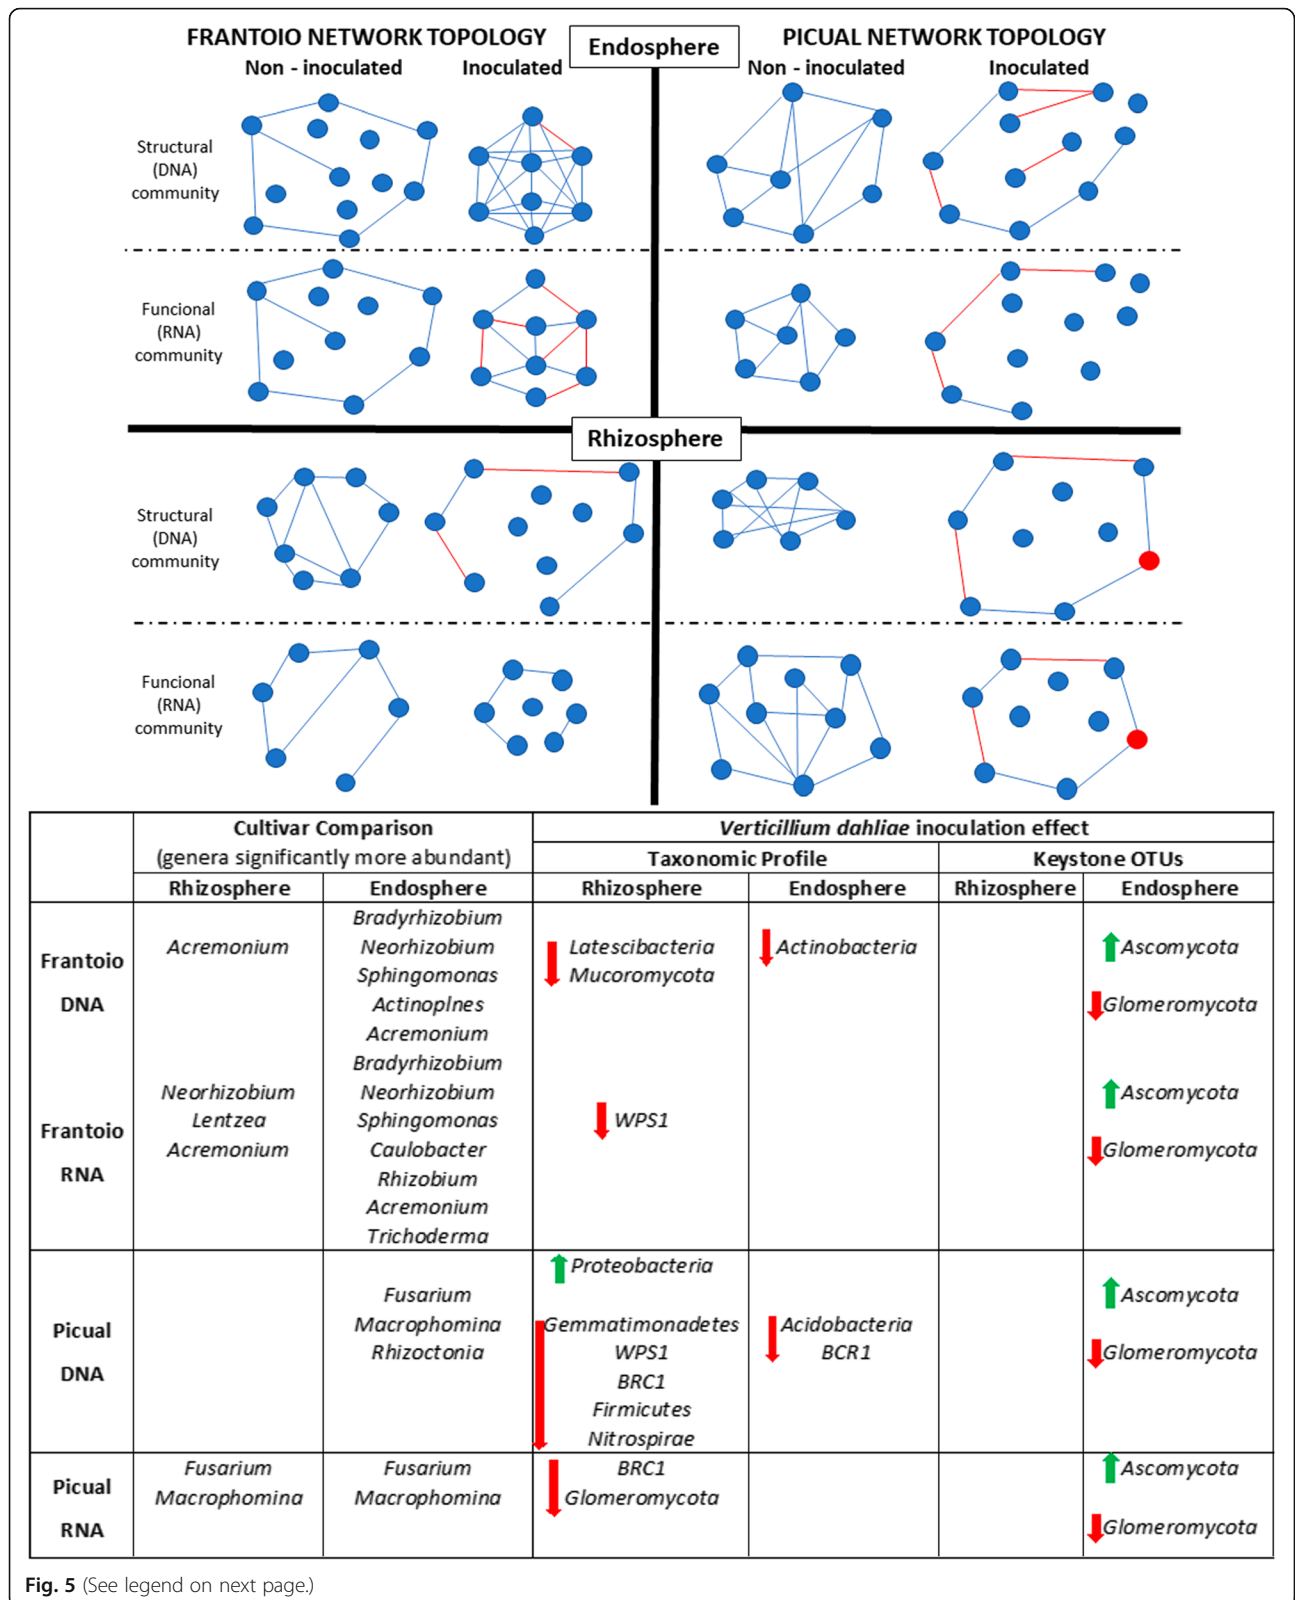 FRANTOIO NETWORK TOPOLOGY
Endosphere
PICUAL NETWORK TOPOLOGY
Non - inoculated
Inoculated
Non - inoculated
Inoculated
Structural
(DNA)
community
Funcional
(RNA)
community
Rhizosphere
Structural
(DNA)
community
Funcional
(RNA)
community
Cultivar Comparison
(genera significantly more abundant)
Verticillium dahliae inoculation effect
Taxonomic Profile
Keystone OTUs
Rhizosphere
Endosphere
Rhizosphere
Endosphere
Rhizosphere
Endosphere
Frantoio
DNA
Acremonium
Bradyrhizobium
Neorhizobium
Sphingomonas
Actinoplnes
Acremonium
Latescibacteria
Mucoromycota
Actinobacteria
Ascomycota
Glomeromycota
Frantoio
RNA
Neorhizobium
Lentzea
Acremonium
Bradyrhizobium
Neorhizobium
Sphingomonas
Caulobacter
Rhizobium
Acremonium
Trichoderma
WPS1
Ascomycota
Glomeromycota
Picual
DNA
Fusarium
Macrophomina
Rhizoctonia
Proteobacteria
Gemmatimonadetes
WPS1
BRC1
Firmicutes
Nitrospirae
Acidobacteria
BCR1
Ascomycota
Glomeromycota
Picual
RNA
Fusarium
Macrophomina
Fusarium
Macrophomina
BRC1
Glomeromycota
Ascomycota
Glomeromycota
Fig. 5 (See legend on next page.)